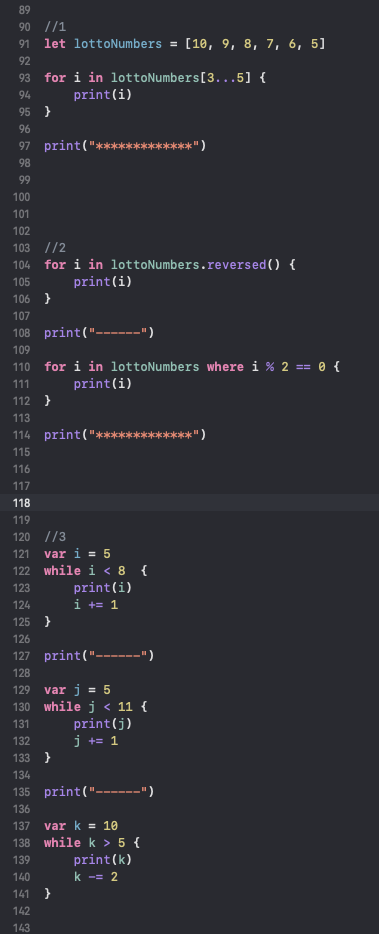 89
90 //1
91 let lottoNumbers = [10, 9, 8, 7, 6, 5]
92
93 for i in lottoNumbers[3...5] {
94     print(i)
95 }
96
97 print("*************")
98
99
100
101
102
103 //2
104 for i in lottoNumbers.reversed() {
105     print(i)
106 }
107
108 print("------")
109
110 for i in lottoNumbers where i % 2 == 0 {
111     print(i)
112 }
113
114 print("*************")
115
116
117
118
119
120 //3
121 var i = 5
122 while i < 8  {
123     print(i)
124     i += 1
125 }
126
127 print("------")
128
129 var j = 5
130 while j < 11 {
131     print(j)
132     j += 1
133 }
134
135 print("------")
136
137 var k = 10
138 while k > 5 {
139     print(k)
140     k -= 2
141 }
142
143